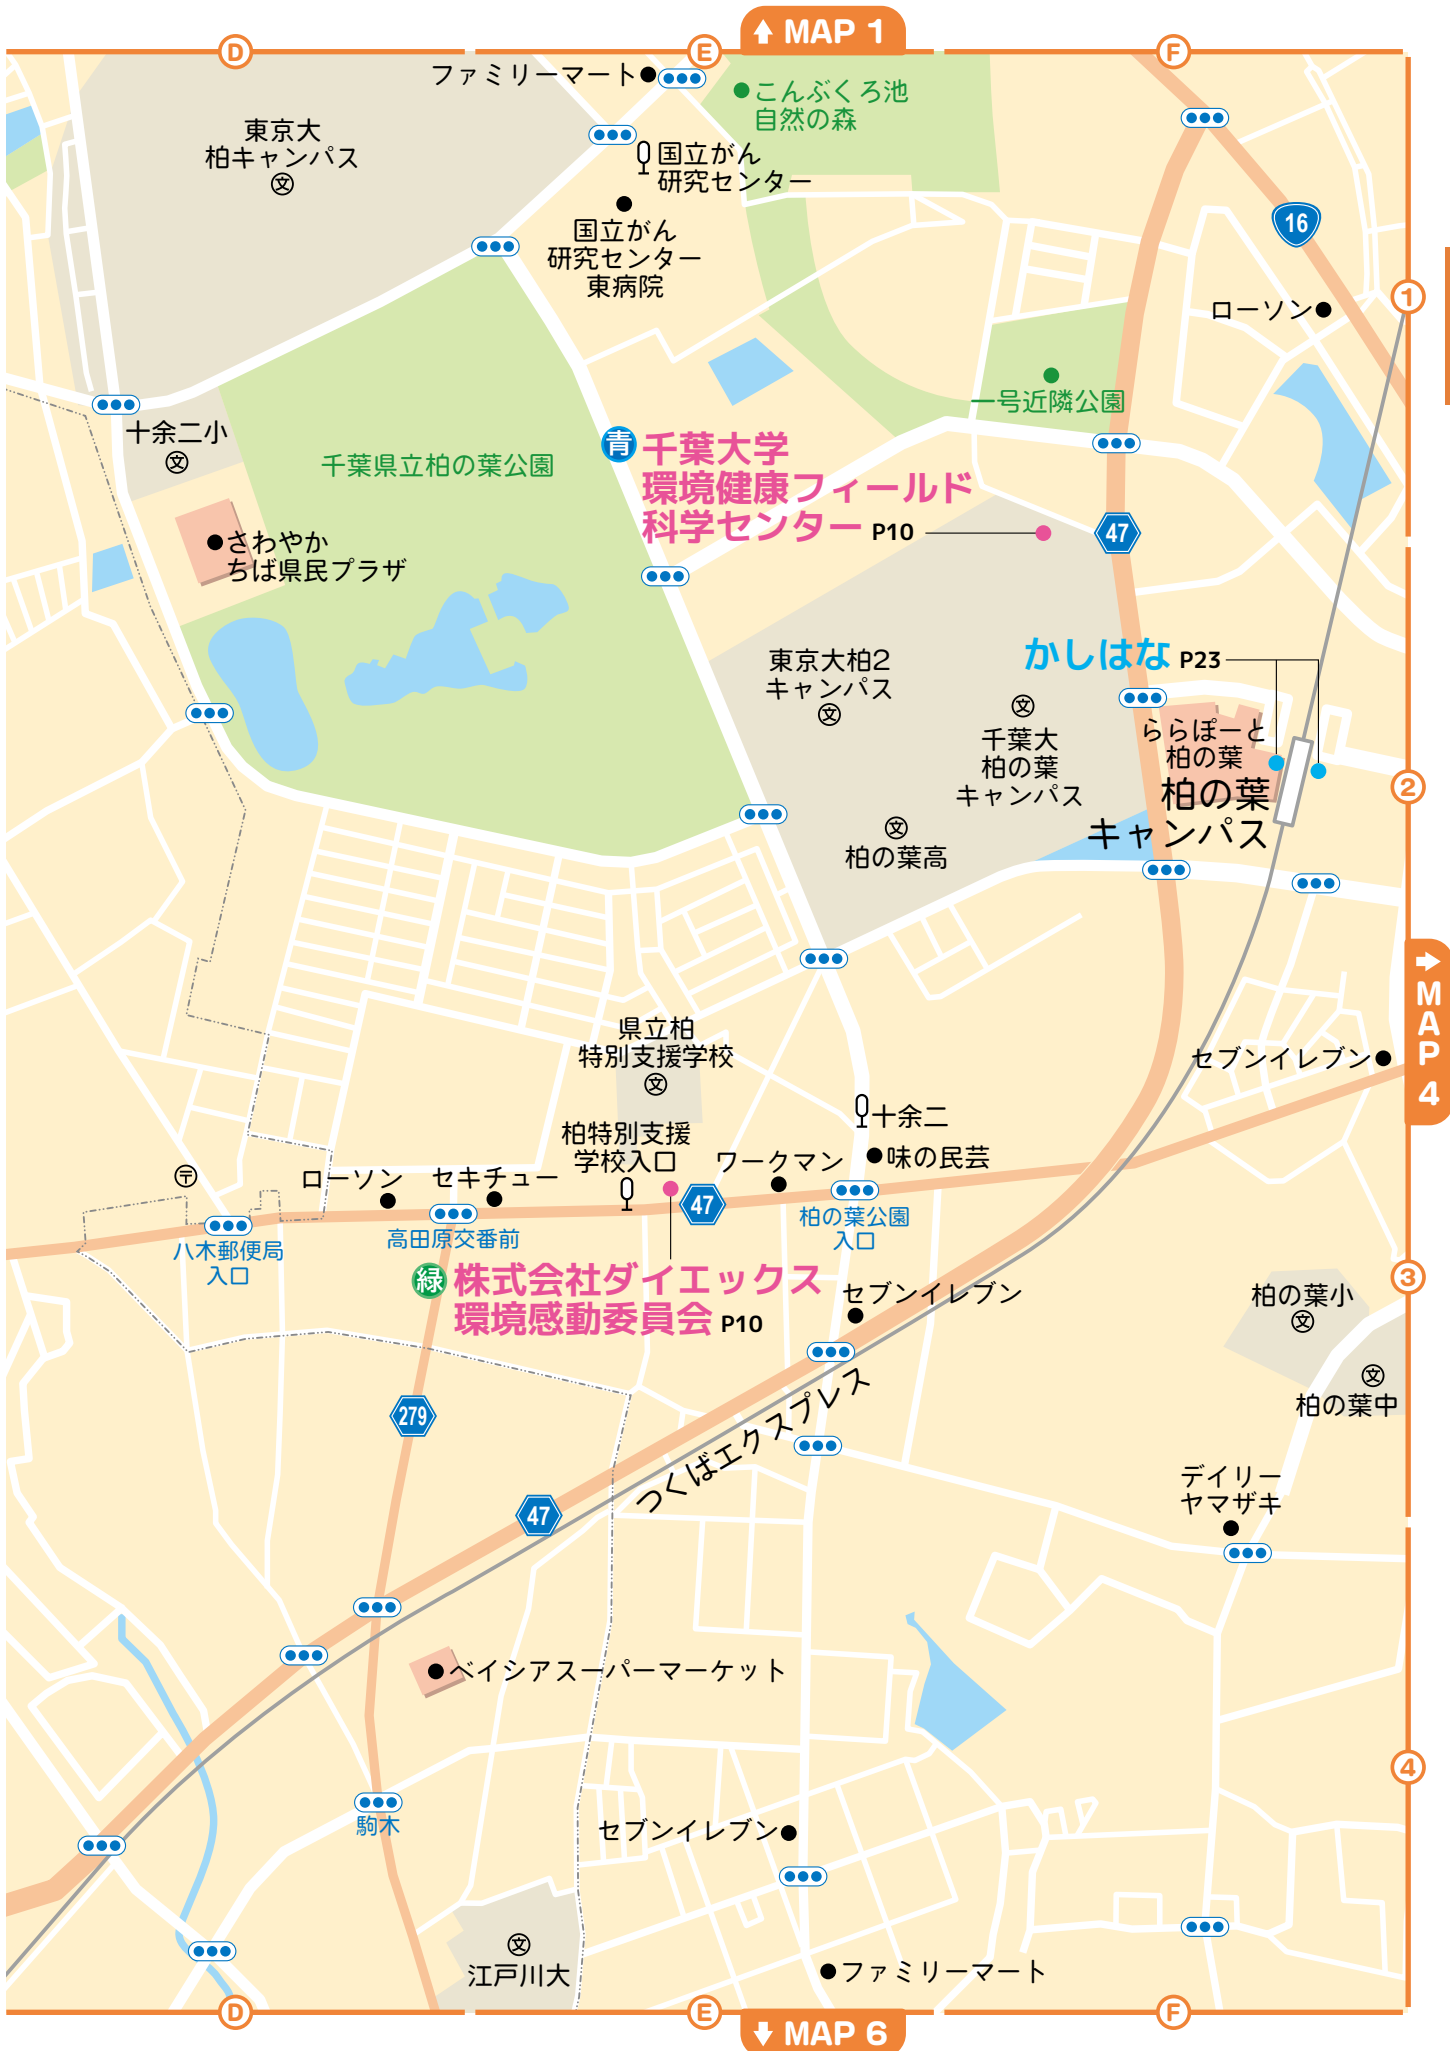 MAP 1
D
E
F
ファミリーマート
こんぶくろ池
自然の森
東京大
柏キャンパス
文
国立がん
研究センター
国立がん
研究センター
東病院
16
1
ローソン
一号近隣公園
十余二小
文
千葉県立柏の葉公園
青
千葉大学
環境健康フィールド
科学センター P10
47
さわやか
ちば県民プラザ
かしはな P23
東京大柏2
キャンパス
文
文
千葉大
柏の葉
キャンパス
ららぽーと
柏の葉
柏の葉
キャンパス
2
文
柏の葉高
MAP 4
県立柏
特別支援学校
文
セブンイレブン
十余二
味の民芸
柏特別支援
学校入口
ワークマン
〒
ローソン
セキチュー
47
柏の葉公園
入口
八木郵便局
入口
高田原交番前
緑
株式会社ダイエックス
環境感動委員会 P10
セブンイレブン
3
柏の葉小
文
文
柏の葉中
279
つくばエクスプレス
47
デイリー
ヤマザキ
ベイシアスーパーマーケット
4
駒木
セブンイレブン
文
江戸川大
ファミリーマート
D
E
F
MAP 6